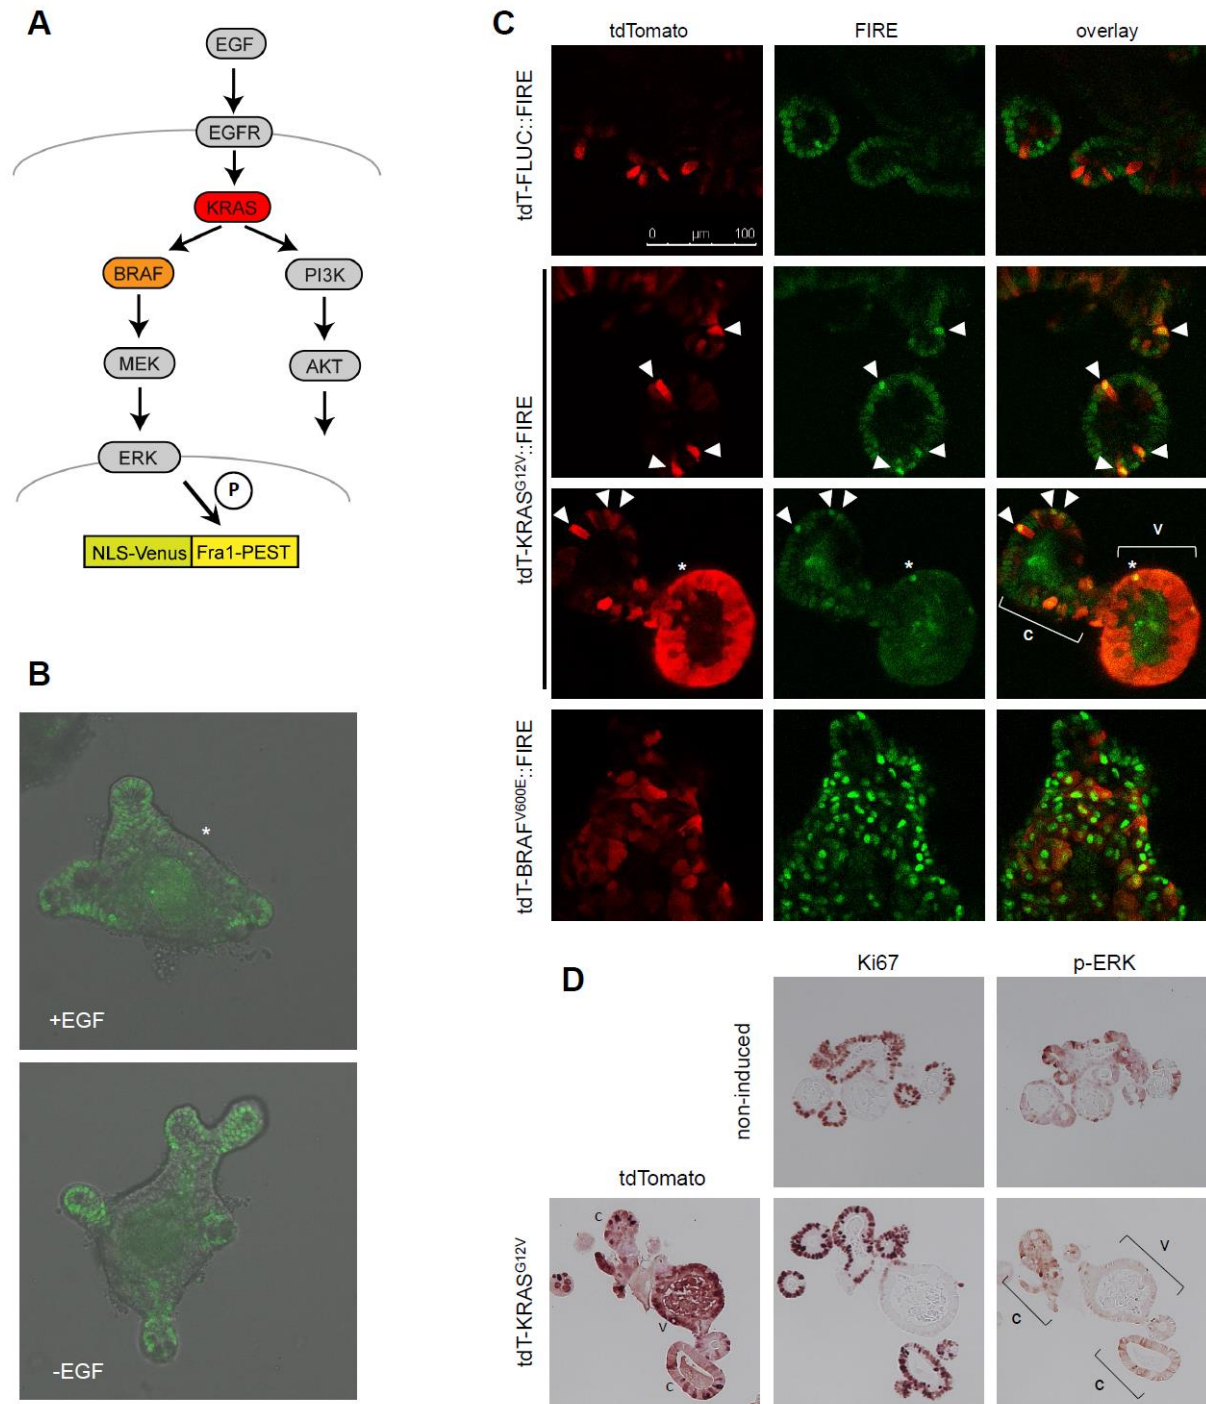 A
EGF
EGFR
KRAS
BRAF
PI3K
MEK
AKT
ERK
P
NLS-Venus Fra1-PEST
B
*
+EGF
-EGF
C
tdTomato FIRE overlay
tdT-FLUC::FIRE
0 µm 100
tdT-KRASG12V::FIRE
* * *
v
c
tdT-BRAFV600E::FIRE
D
Ki67 p-ERK
non-induced
tdTomato
tdT-KRASG12V
c
v
c
v
c
c